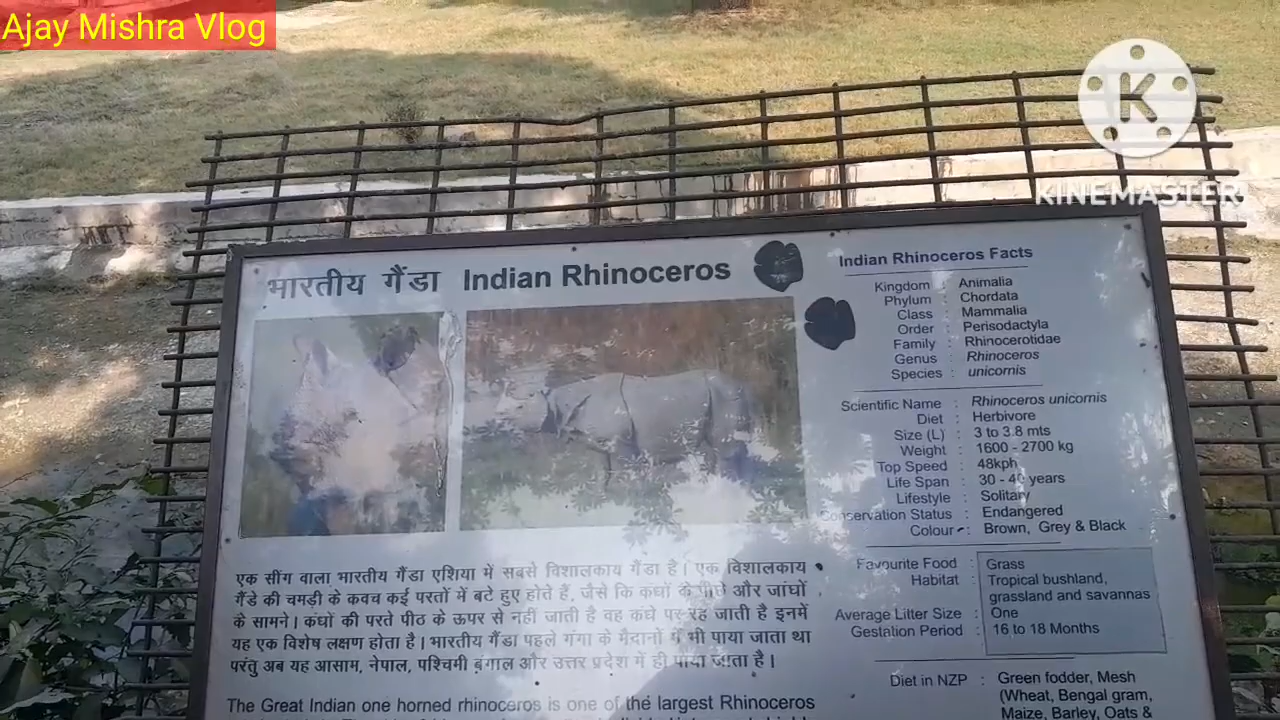 Ajay Mishra Vlog
K
KINEMASTER
भारतीय गैंडा Indian Rhinoceros
एक सींग वाला भारतीय गैंडा एशिया में सबसे विशालकाय गैंडा है। एक विशालकाय
गैंडे की चमड़ी के कवच कई परतों में बटे हुए होते हैं, जैसे कि कधों के पीछे और जांघों
के सामने। कंधों की परते पीठ के ऊपर से नहीं जाती है वह कंधे पर रह जाती है इनमें
यह एक विशेष लक्षण होता है। भारतीय गैंडा पहले गंगा के मैदानों में भी पाया जाता था
परंतु अब यह आसाम, नेपाल, पश्चिमी बंगाल और उत्तर प्रदेश में ही पाया जाता है।
The Great Indian one horned rhinoceros is one of the largest Rhinoceros
Indian Rhinoceros Facts
Kingdom : Animalia
Phylum : Chordata
Class : Mammalia
Order : Perisodactyla
Family : Rhinocerotidae
Genus : Rhinoceros
Species : unicornis
Scientific Name : Rhinoceros unicornis
Diet : Herbivore
Size (L) : 3 to 3.8 mts
Weight : 1600 - 2700 kg
Top Speed : 48kph
Life Span : 30 - 40 years
Lifestyle : Solitary
Conservation Status : Endangered
Colour : Brown, Grey & Black
Favourite Food : Grass
Habitat : Tropical bushland,
grassland and savannas
Average Litter Size : One
Gestation Period : 16 to 18 Months
Diet in NZP : Green fodder, Mesh
(Wheat, Bengal gram,
Maize, Barley, Oats &